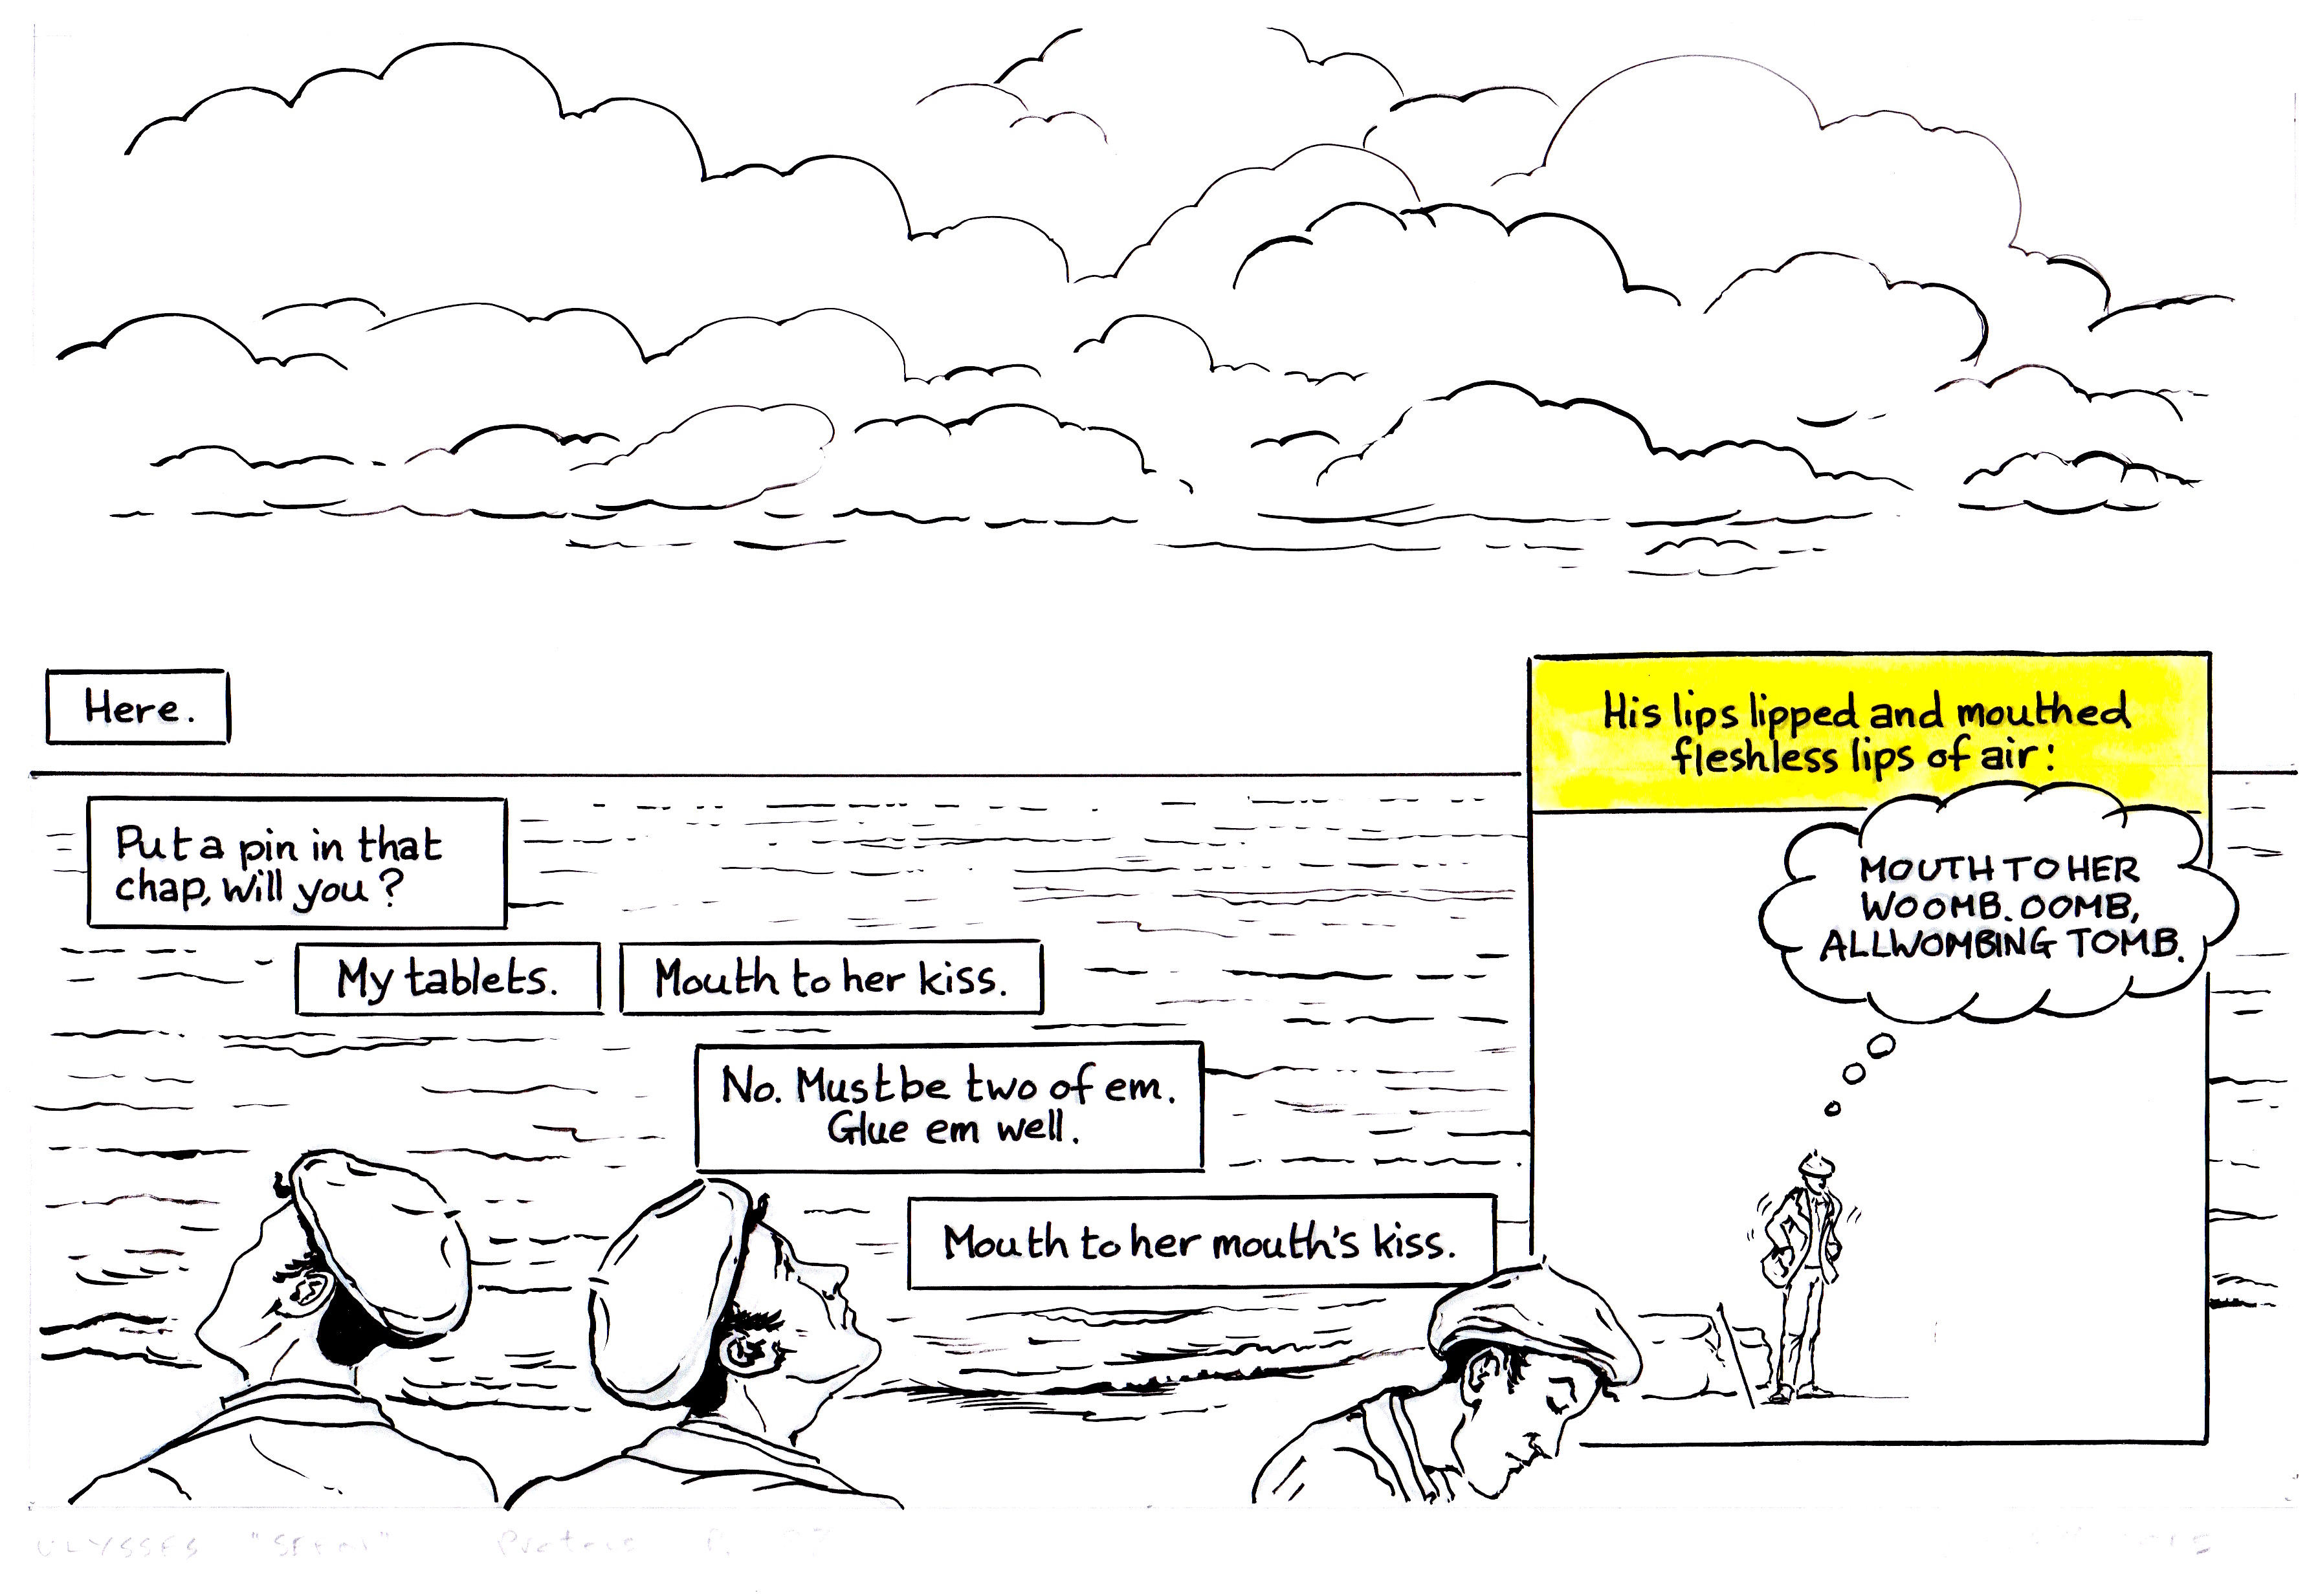 Here.
Put a pin in that
chap, will you?
My tablets.
Mouth to her kiss.
No. Must be two of em.
Glue em well.
Mouth to her mouth's kiss.
His lips lipped and mouthed
fleshless lips of air:
MOUTH TO HER
WOOMB. OOMB,
ALLWOMBING TOMB.
ULYSSES "SEEN" Proteus